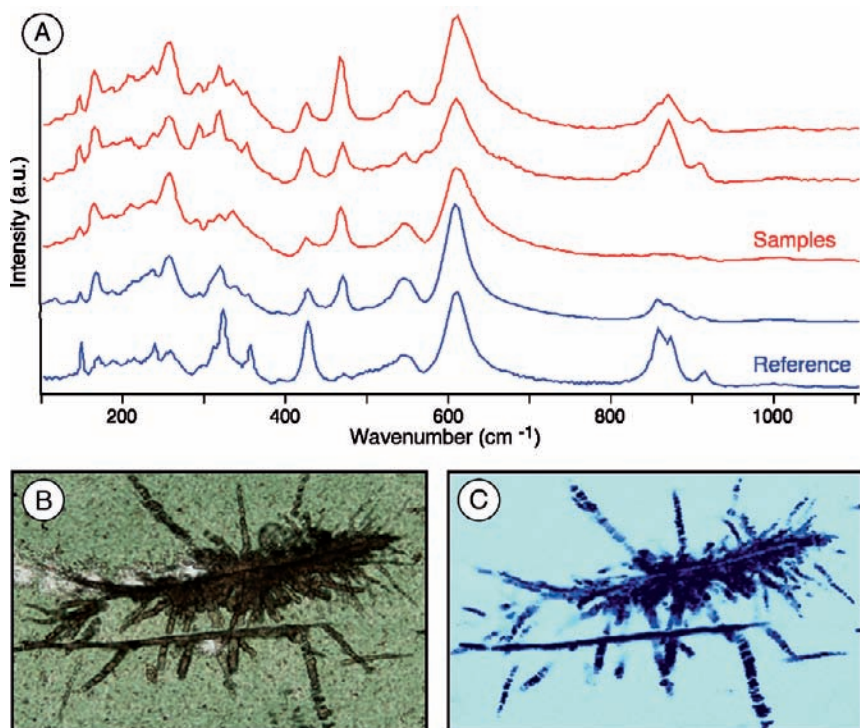 A
Intensity (a.u.)
Samples
Reference
200 400 600 800 1000
Wavenumber (cm -1)
B C